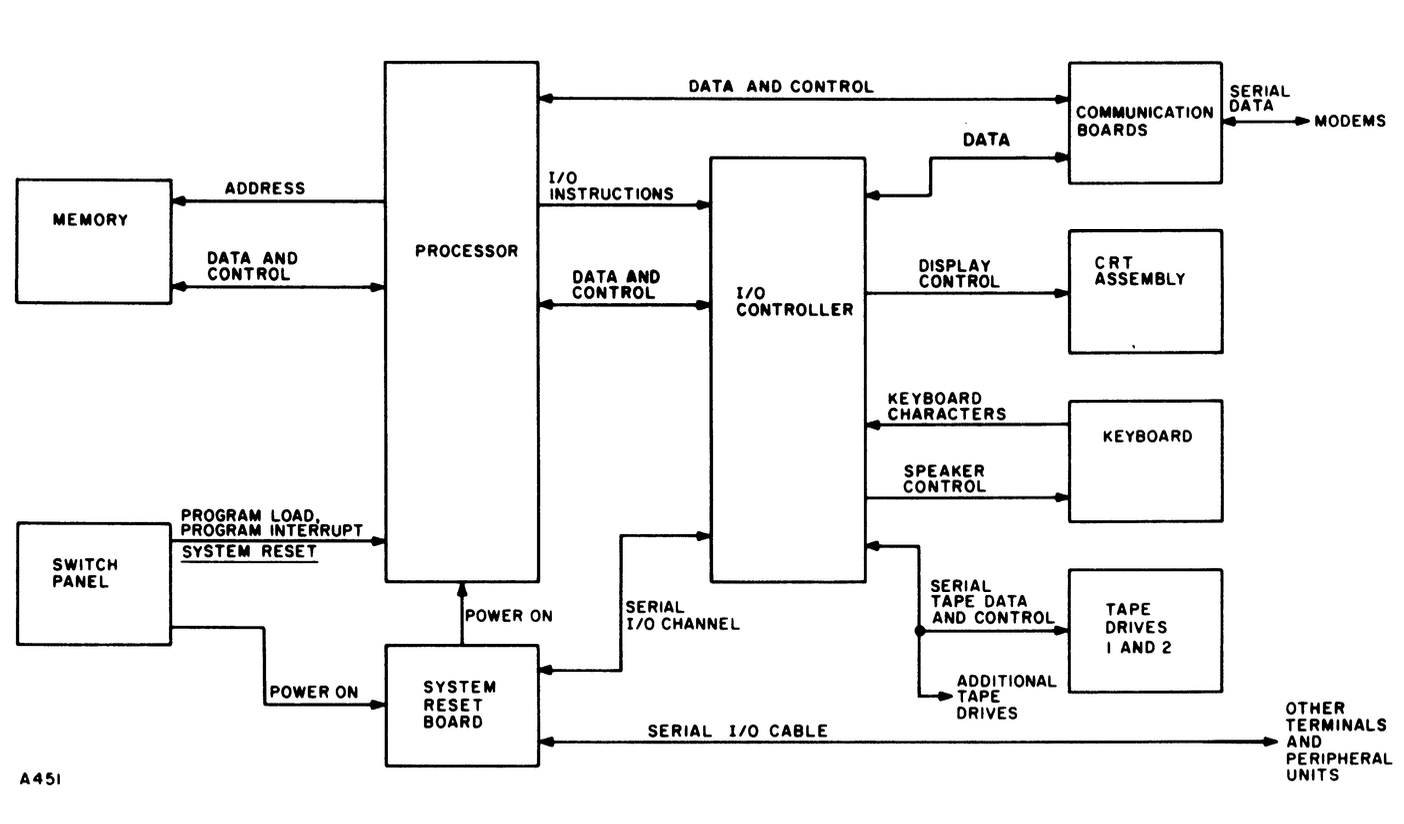 DATA AND CONTROL
SERIAL
DATA
MODEMS
COMMUNICATION
BOARDS
DATA
ADDRESS
I/O
INSTRUCTIONS
MEMORY
PROCESSOR
DATA AND
CONTROL
DATA AND
CONTROL
I/O
CONTROLLER
DISPLAY
CONTROL
CRT
ASSEMBLY
KEYBOARD
CHARACTERS
KEYBOARD
SPEAKER
CONTROL
PROGRAM LOAD,
PROGRAM INTERRUPT
SYSTEM RESET
SWITCH
PANEL
POWER ON
SERIAL
I/O CHANNEL
SERIAL
TAPE DATA
AND CONTROL
TAPE
DRIVES
1 AND 2
POWER ON
SYSTEM
RESET
BOARD
ADDITIONAL
TAPE
DRIVES
SERIAL I/O CABLE
OTHER
TERMINALS
AND
PERIPHERAL
UNITS
A451